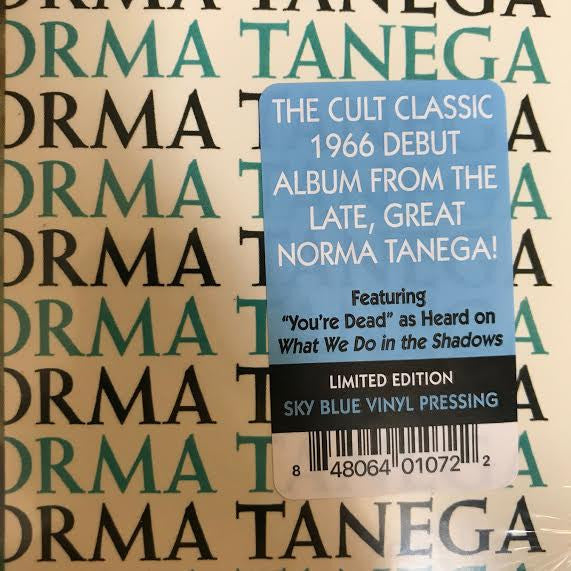 ORMA TANEGA
ORMA TANEGA
ORMA T A
ORMA T
ORMA T A
ORMA T A
ORMA T A
ORMA T
ORMA TANEGA
THE CULT CLASSIC
1966 DEBUT
ALBUM FROM THE
LATE, GREAT
NORMA TANEGA!
Featuring
"You're Dead" as Heard on
What We Do in the Shadows
LIMITED EDITION
SKY BLUE VINYL PRESSING
8 48064 01072 2